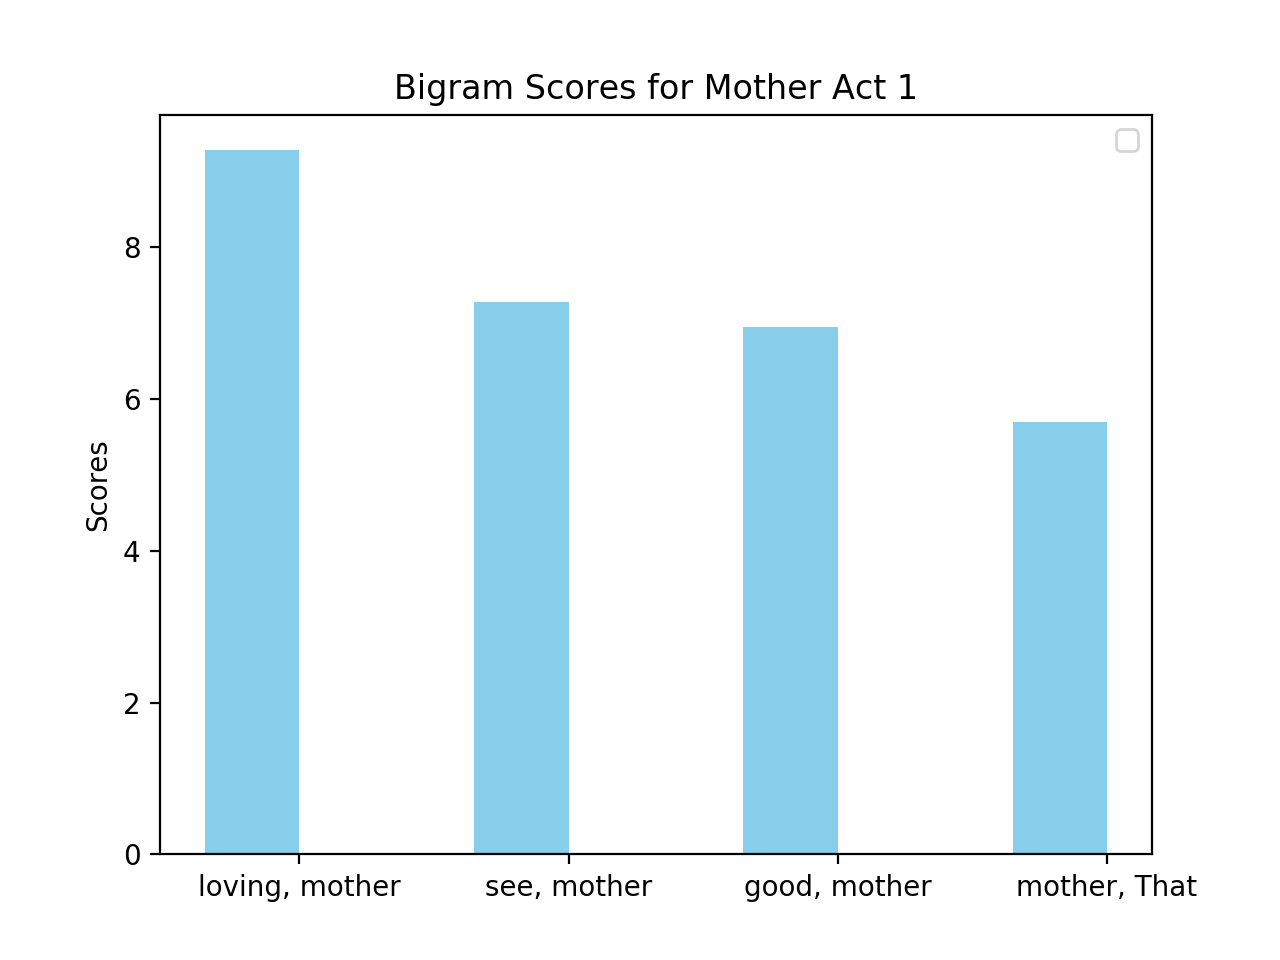 Bigram Scores for Mother Act 1
Scores
8
6
4
2
0
loving, mother
see, mother
good, mother
mother, That